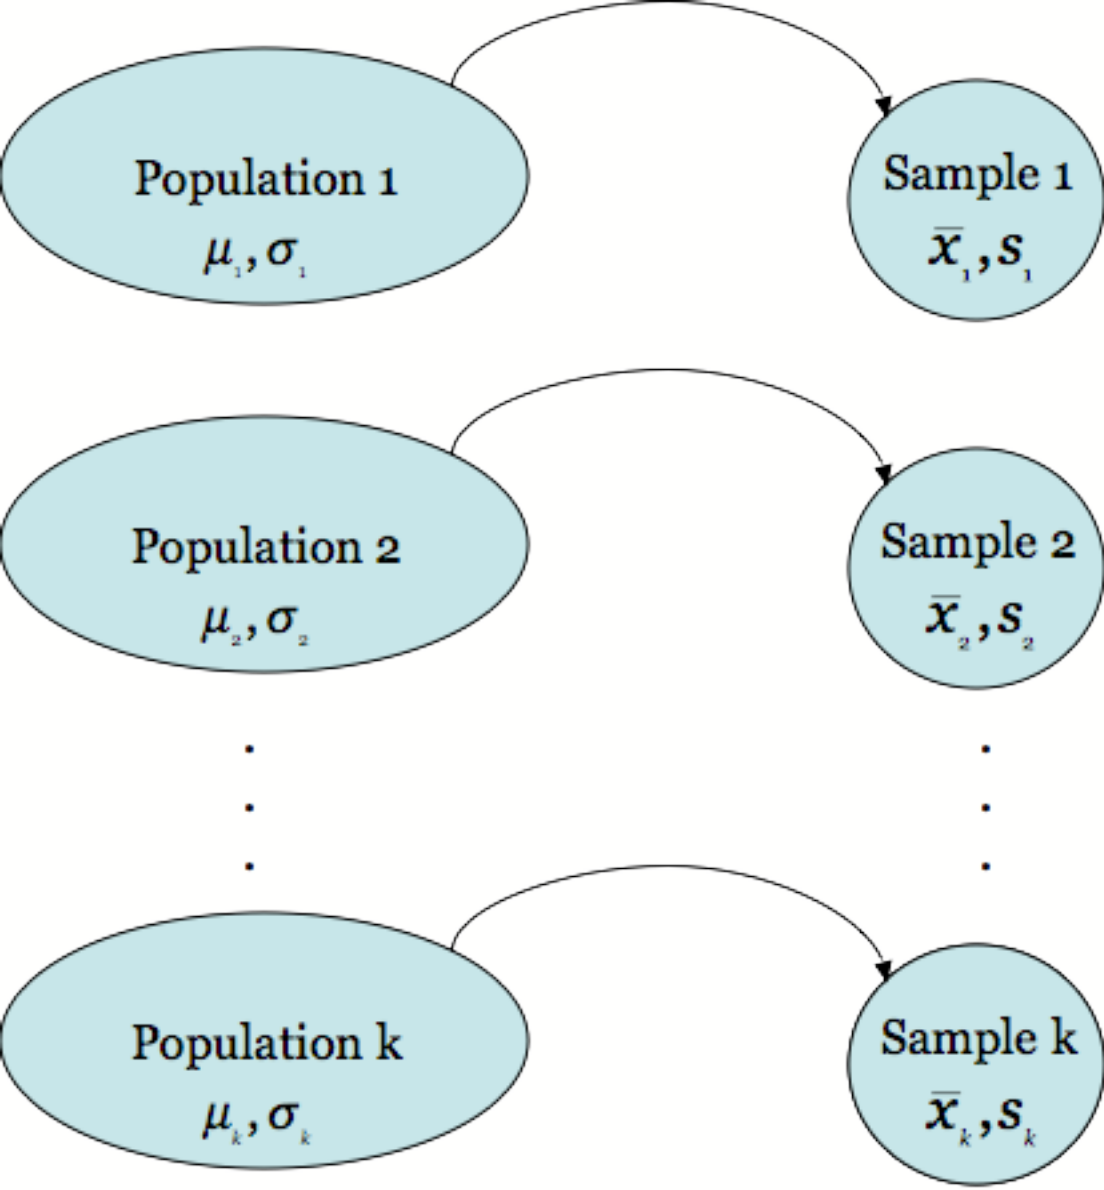 Population 1
μ₁, σ₁
Sample 1
x̄₁, s₁
Population 2
μ₂, σ₂
Sample 2
x̄₂, s₂
.
.
.
.
.
.
Population k
μₖ, σₖ
Sample k
x̄ₖ, sₖ